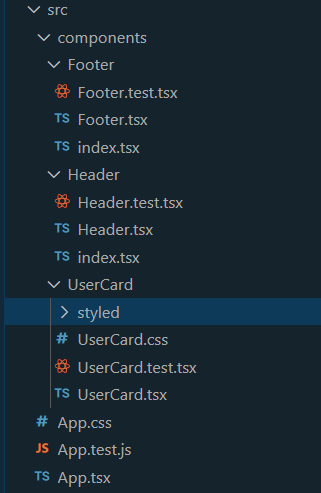 src
components
Footer
Footer.test.tsx
TS Footer.tsx
TS index.tsx
Header
Header.test.tsx
TS Header.tsx
TS index.tsx
UserCard
styled
# UserCard.css
UserCard.test.tsx
TS UserCard.tsx
# App.css
JS App.test.js
TS App.tsx